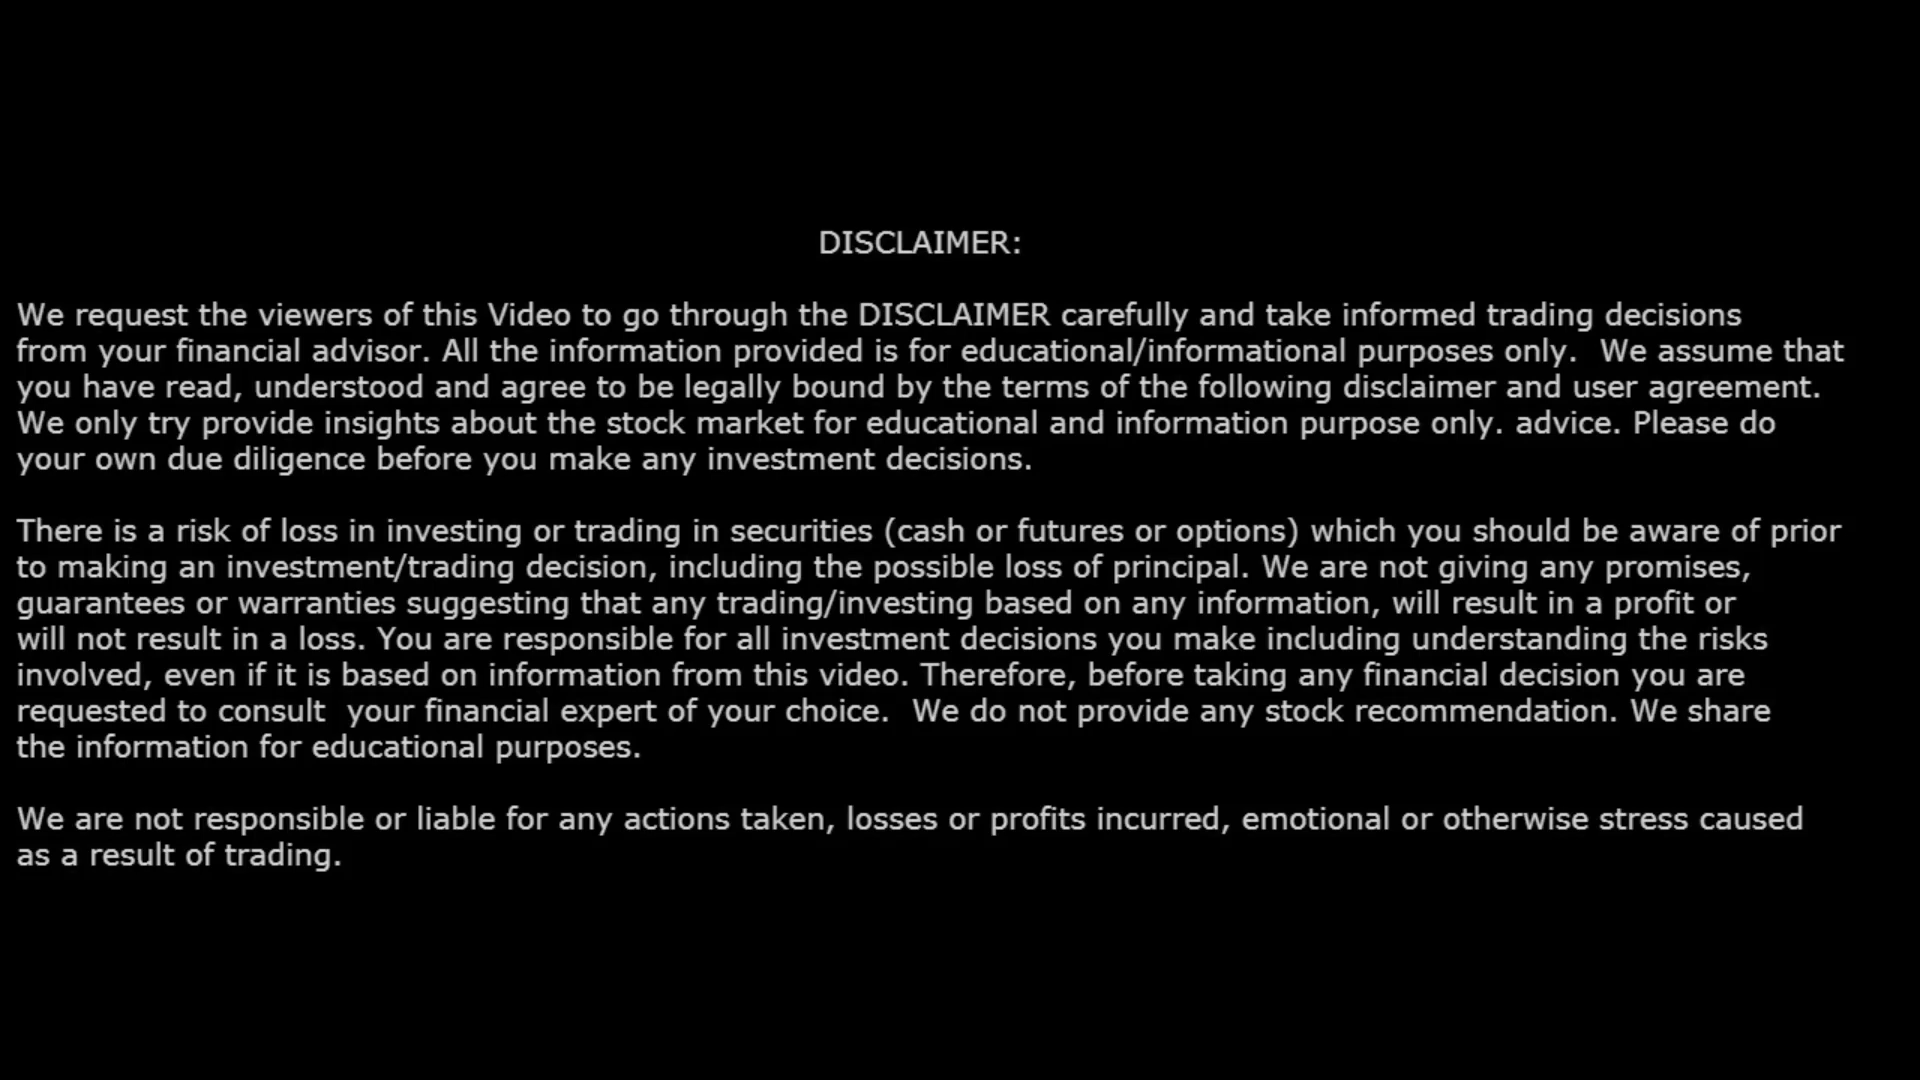 DISCLAIMER:
We request the viewers of this Video to go through the DISCLAIMER carefully and take informed trading decisions
from your financial advisor. All the information provided is for educational/informational purposes only.  We assume that
you have read, understood and agree to be legally bound by the terms of the following disclaimer and user agreement.
We only try provide insights about the stock market for educational and information purpose only. advice. Please do
your own due diligence before you make any investment decisions.
There is a risk of loss in investing or trading in securities (cash or futures or options) which you should be aware of prior
to making an investment/trading decision, including the possible loss of principal. We are not giving any promises,
guarantees or warranties suggesting that any trading/investing based on any information, will result in a profit or
will not result in a loss. You are responsible for all investment decisions you make including understanding the risks
involved, even if it is based on information from this video. Therefore, before taking any financial decision you are
requested to consult  your financial expert of your choice.  We do not provide any stock recommendation. We share
the information for educational purposes.
We are not responsible or liable for any actions taken, losses or profits incurred, emotional or otherwise stress caused
as a result of trading.